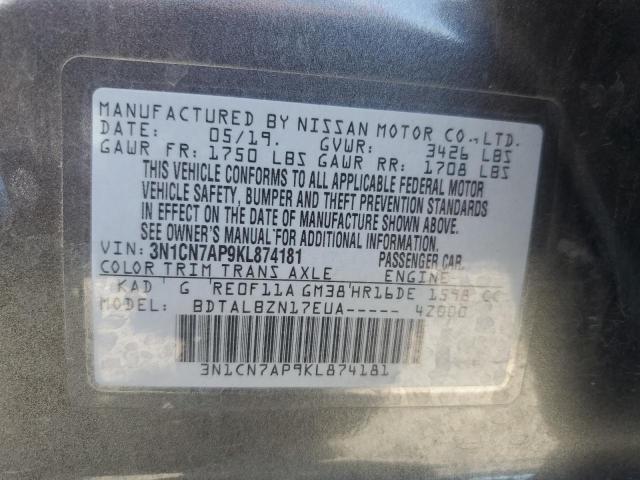 MANUFACTURED BY NISSAN MOTOR CO.,LTD.
DATE: 05/19. GVWR: 3426 LBS
GAWR FR: 1750 LBS GAWR RR: 1708 LBS
THIS VEHICLE CONFORMS TO ALL APPLICABLE FEDERAL MOTOR
VEHICLE SAFETY, BUMPER AND THEFT PREVENTION STANDARDS
IN EFFECT ON THE DATE OF MANUFACTURE SHOWN ABOVE.
SEE OWNER'S MANUAL FOR ADDITIONAL INFORMATION.
VIN: 3N1CN7AP9KL874181 PASSENGER CAR.
COLOR TRIM TRANS AXLE ENGINE
KAD G RE0F11A GM38 HR16DE 1598 CC
MODEL: BDTALBZN17EUA----- 4Z000
3N1CN7AP9KL874181